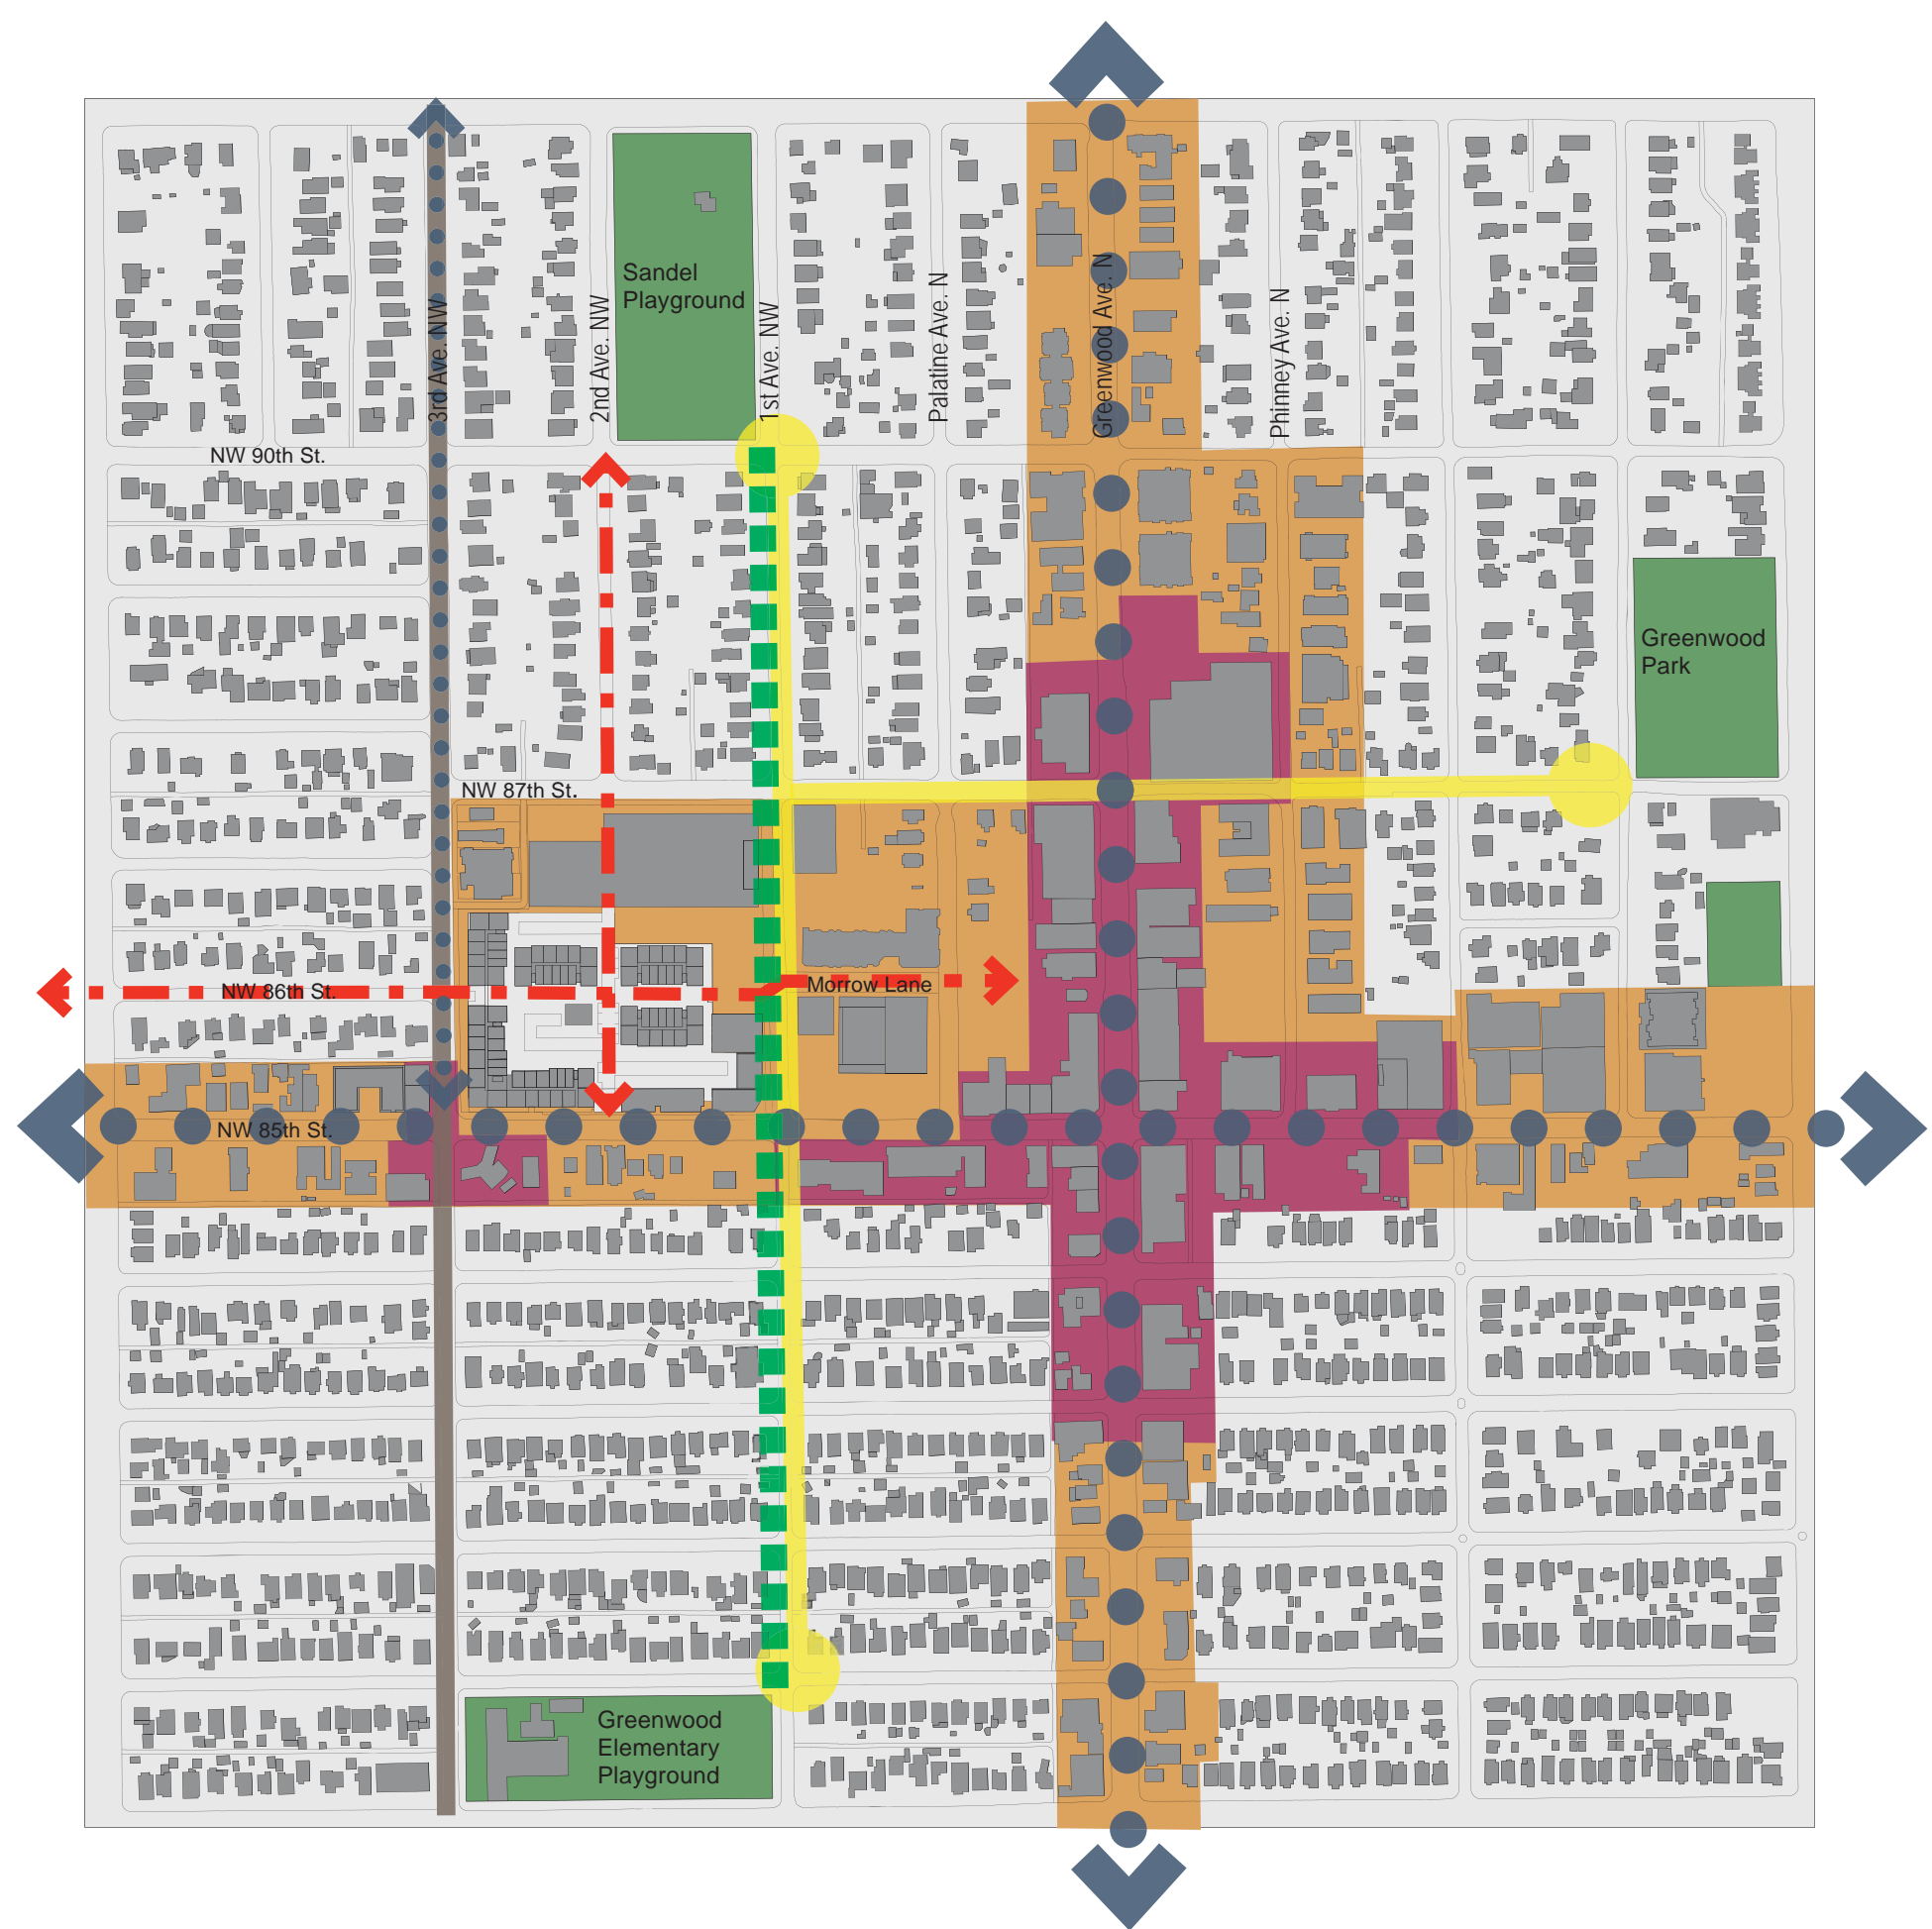 Sandel
Playground
3rd Ave. NW
2nd Ave. NW
1st Ave. NW
Palatine Ave. N
Greenwood Ave. N
Phinney Ave. N
NW 90th St.
Greenwood
Park
NW 87th St.
NW 86th St.
Morrow Lane
NW 85th St.
Greenwood
Elementary
Playground